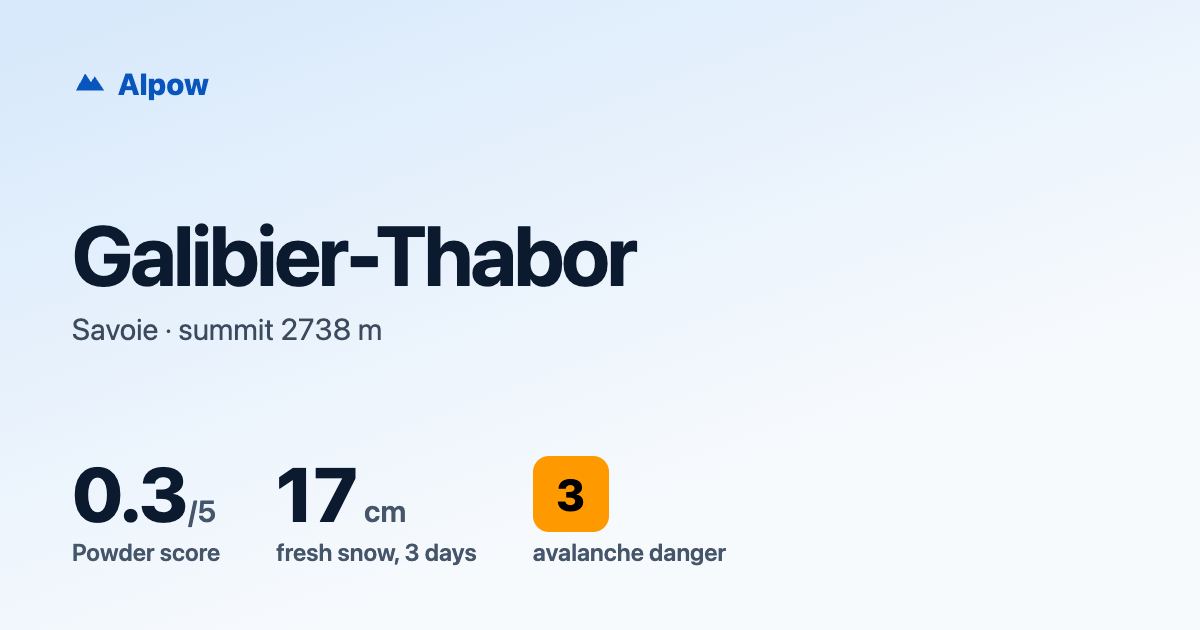 Alpow
Galibier-Thabor
Savoie · summit 2738 m
0.3/5
Powder score
17 cm
fresh snow, 3 days
3
avalanche danger